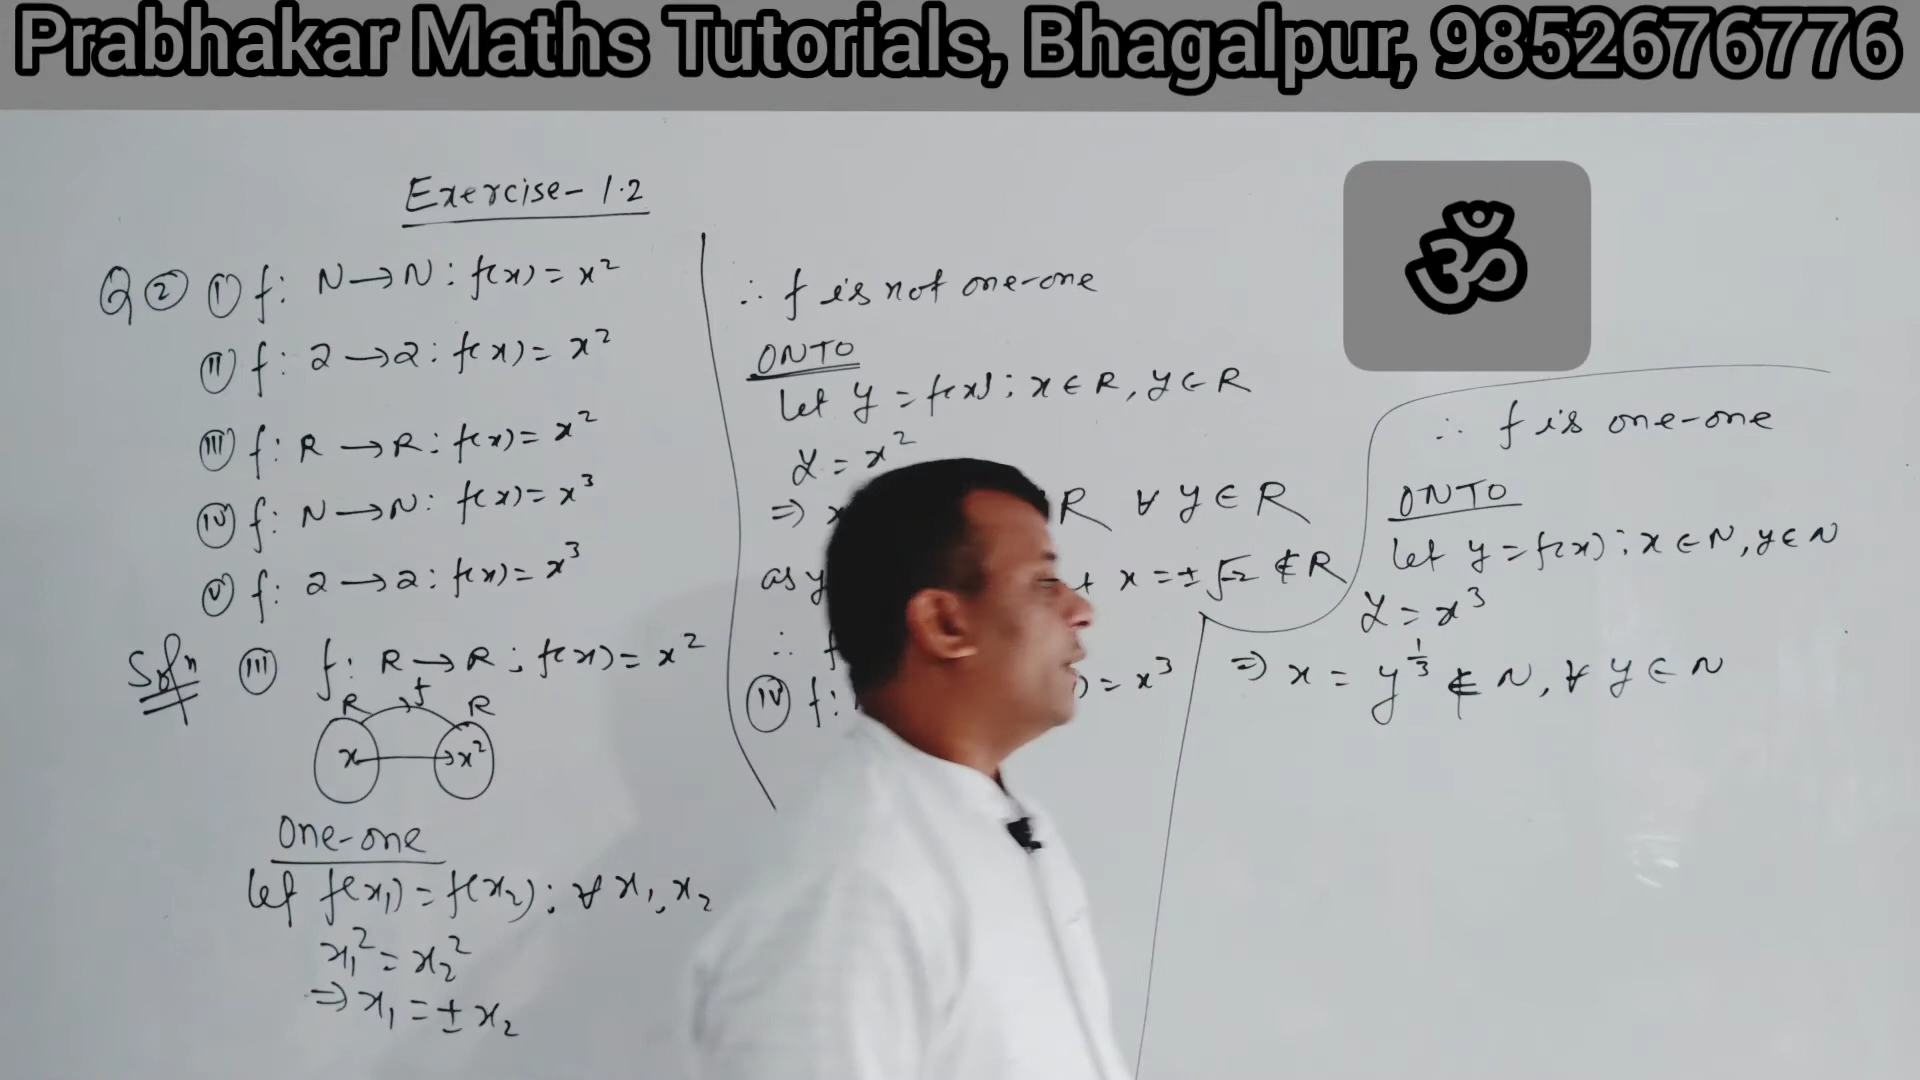 Prabhakar Maths Tutorials, Bhagalpur, 9852676776
Exercise-1.2
Q ② (i) f: N→N : f(x) = x²
(ii) f: Z→Z : f(x) = x²
(iii) f: R→R : f(x) = x²
(iv) f: N→N : f(x) = x³
(v) f: Z→Z : f(x) = x³
Solⁿ (iii) f: R→R ; f(x) = x²
R f R
x → x²
One-one
let f(x₁) = f(x₂) ; ∀ x₁, x₂
x₁² = x₂²
⇒ x₁ = ± x₂
∴ f is not one-one
ONTO
let y = f(x) ; x ∈ R, y ∈ R
y = x²
⇒ x R ∀ y ∈ R
as y x = ±√-2 ∉ R
∴ f
(iv) f: ) = x³
∴ f is one-one
ONTO
let y = f(x) ; x ∈ N, y ∈ N
y = x³
⇒ x = y^1/3 ∉ N, ∀ y ∈ N
ॐ